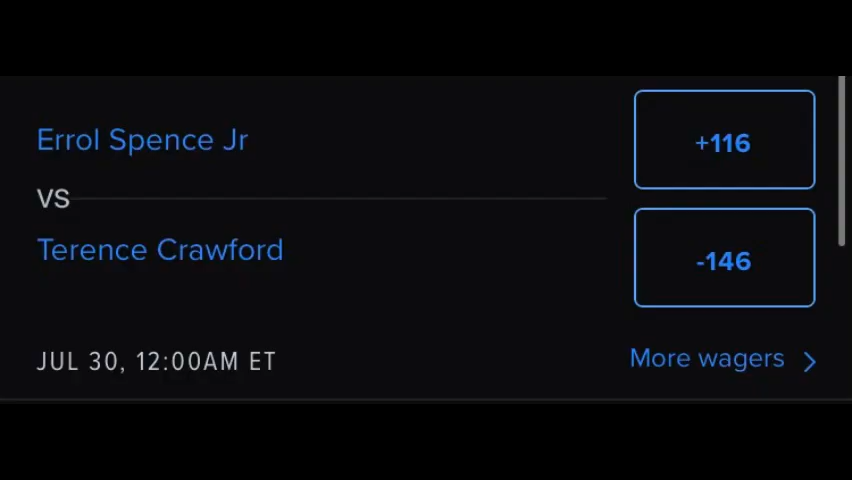 Errol Spence Jr
+116
VS
Terence Crawford
-146
JUL 30, 12:00AM ET
More wagers